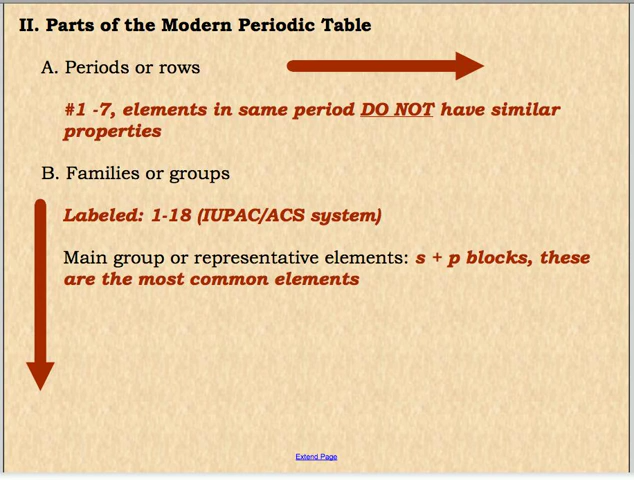 II. Parts of the Modern Periodic Table
A. Periods or rows
#1 -7, elements in same period DO NOT have similar
properties
B. Families or groups
Labeled: 1-18 (IUPAC/ACS system)
Main group or representative elements: s + p blocks, these
are the most common elements
Extend Page